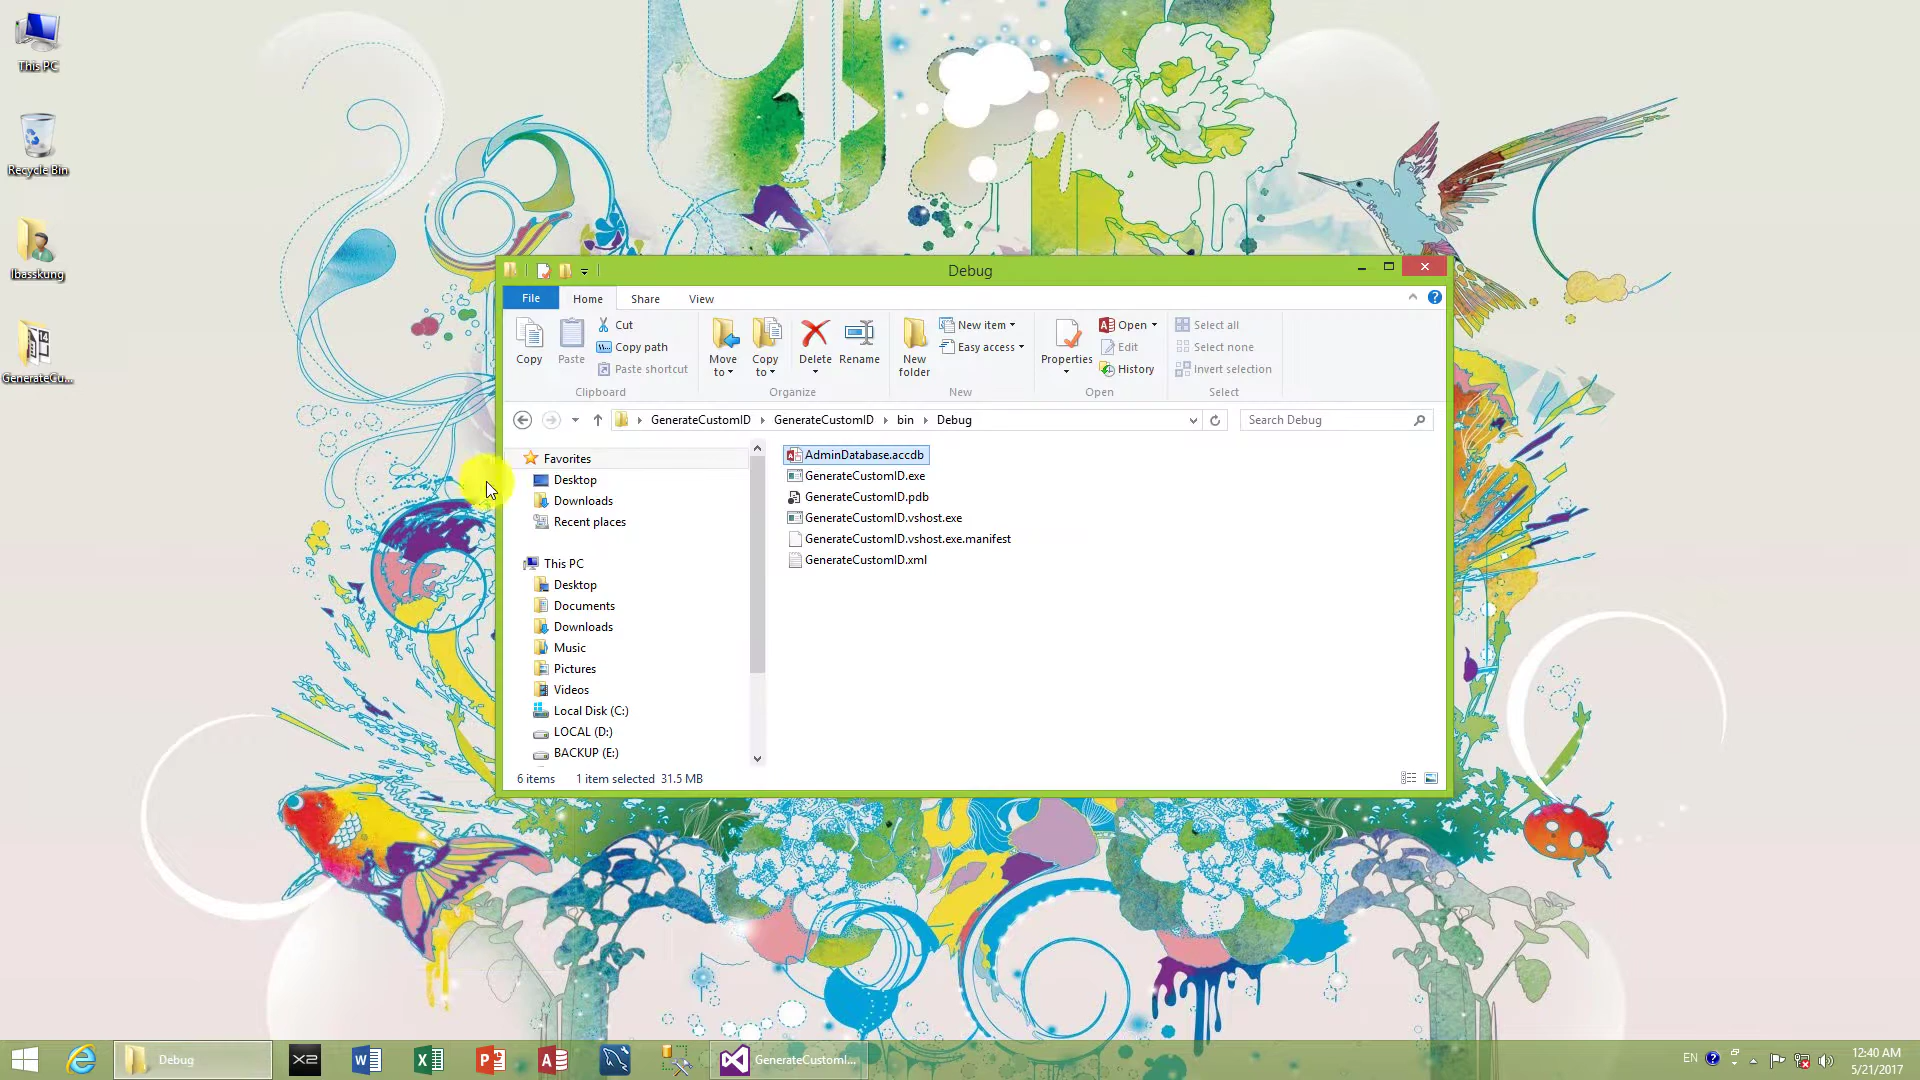 This PC
Recycle Bin
Ibasskung
GenerateCu...
Debug
File
Home
Share
View
Copy
Paste
Cut
Copy path
Paste shortcut
Clipboard
Move to
Copy to
Delete
Rename
Organize
New folder
New item
Easy access
New
Properties
Open
Edit
History
Open
Select all
Select none
Invert selection
Select
GenerateCustomID
GenerateCustomID
bin
Debug
Search Debug
Favorites
Desktop
Downloads
Recent places
This PC
Desktop
Documents
Downloads
Music
Pictures
Videos
Local Disk (C:)
LOCAL (D:)
BACKUP (E:)
AdminDatabase.accdb
GenerateCustomID.exe
GenerateCustomID.pdb
GenerateCustomID.vshost.exe
GenerateCustomID.vshost.exe.manifest
GenerateCustomID.xml
6 items
1 item selected 31.5 MB
Debug
X2
GenerateCustomI...
EN
12:40 AM
5/21/2017